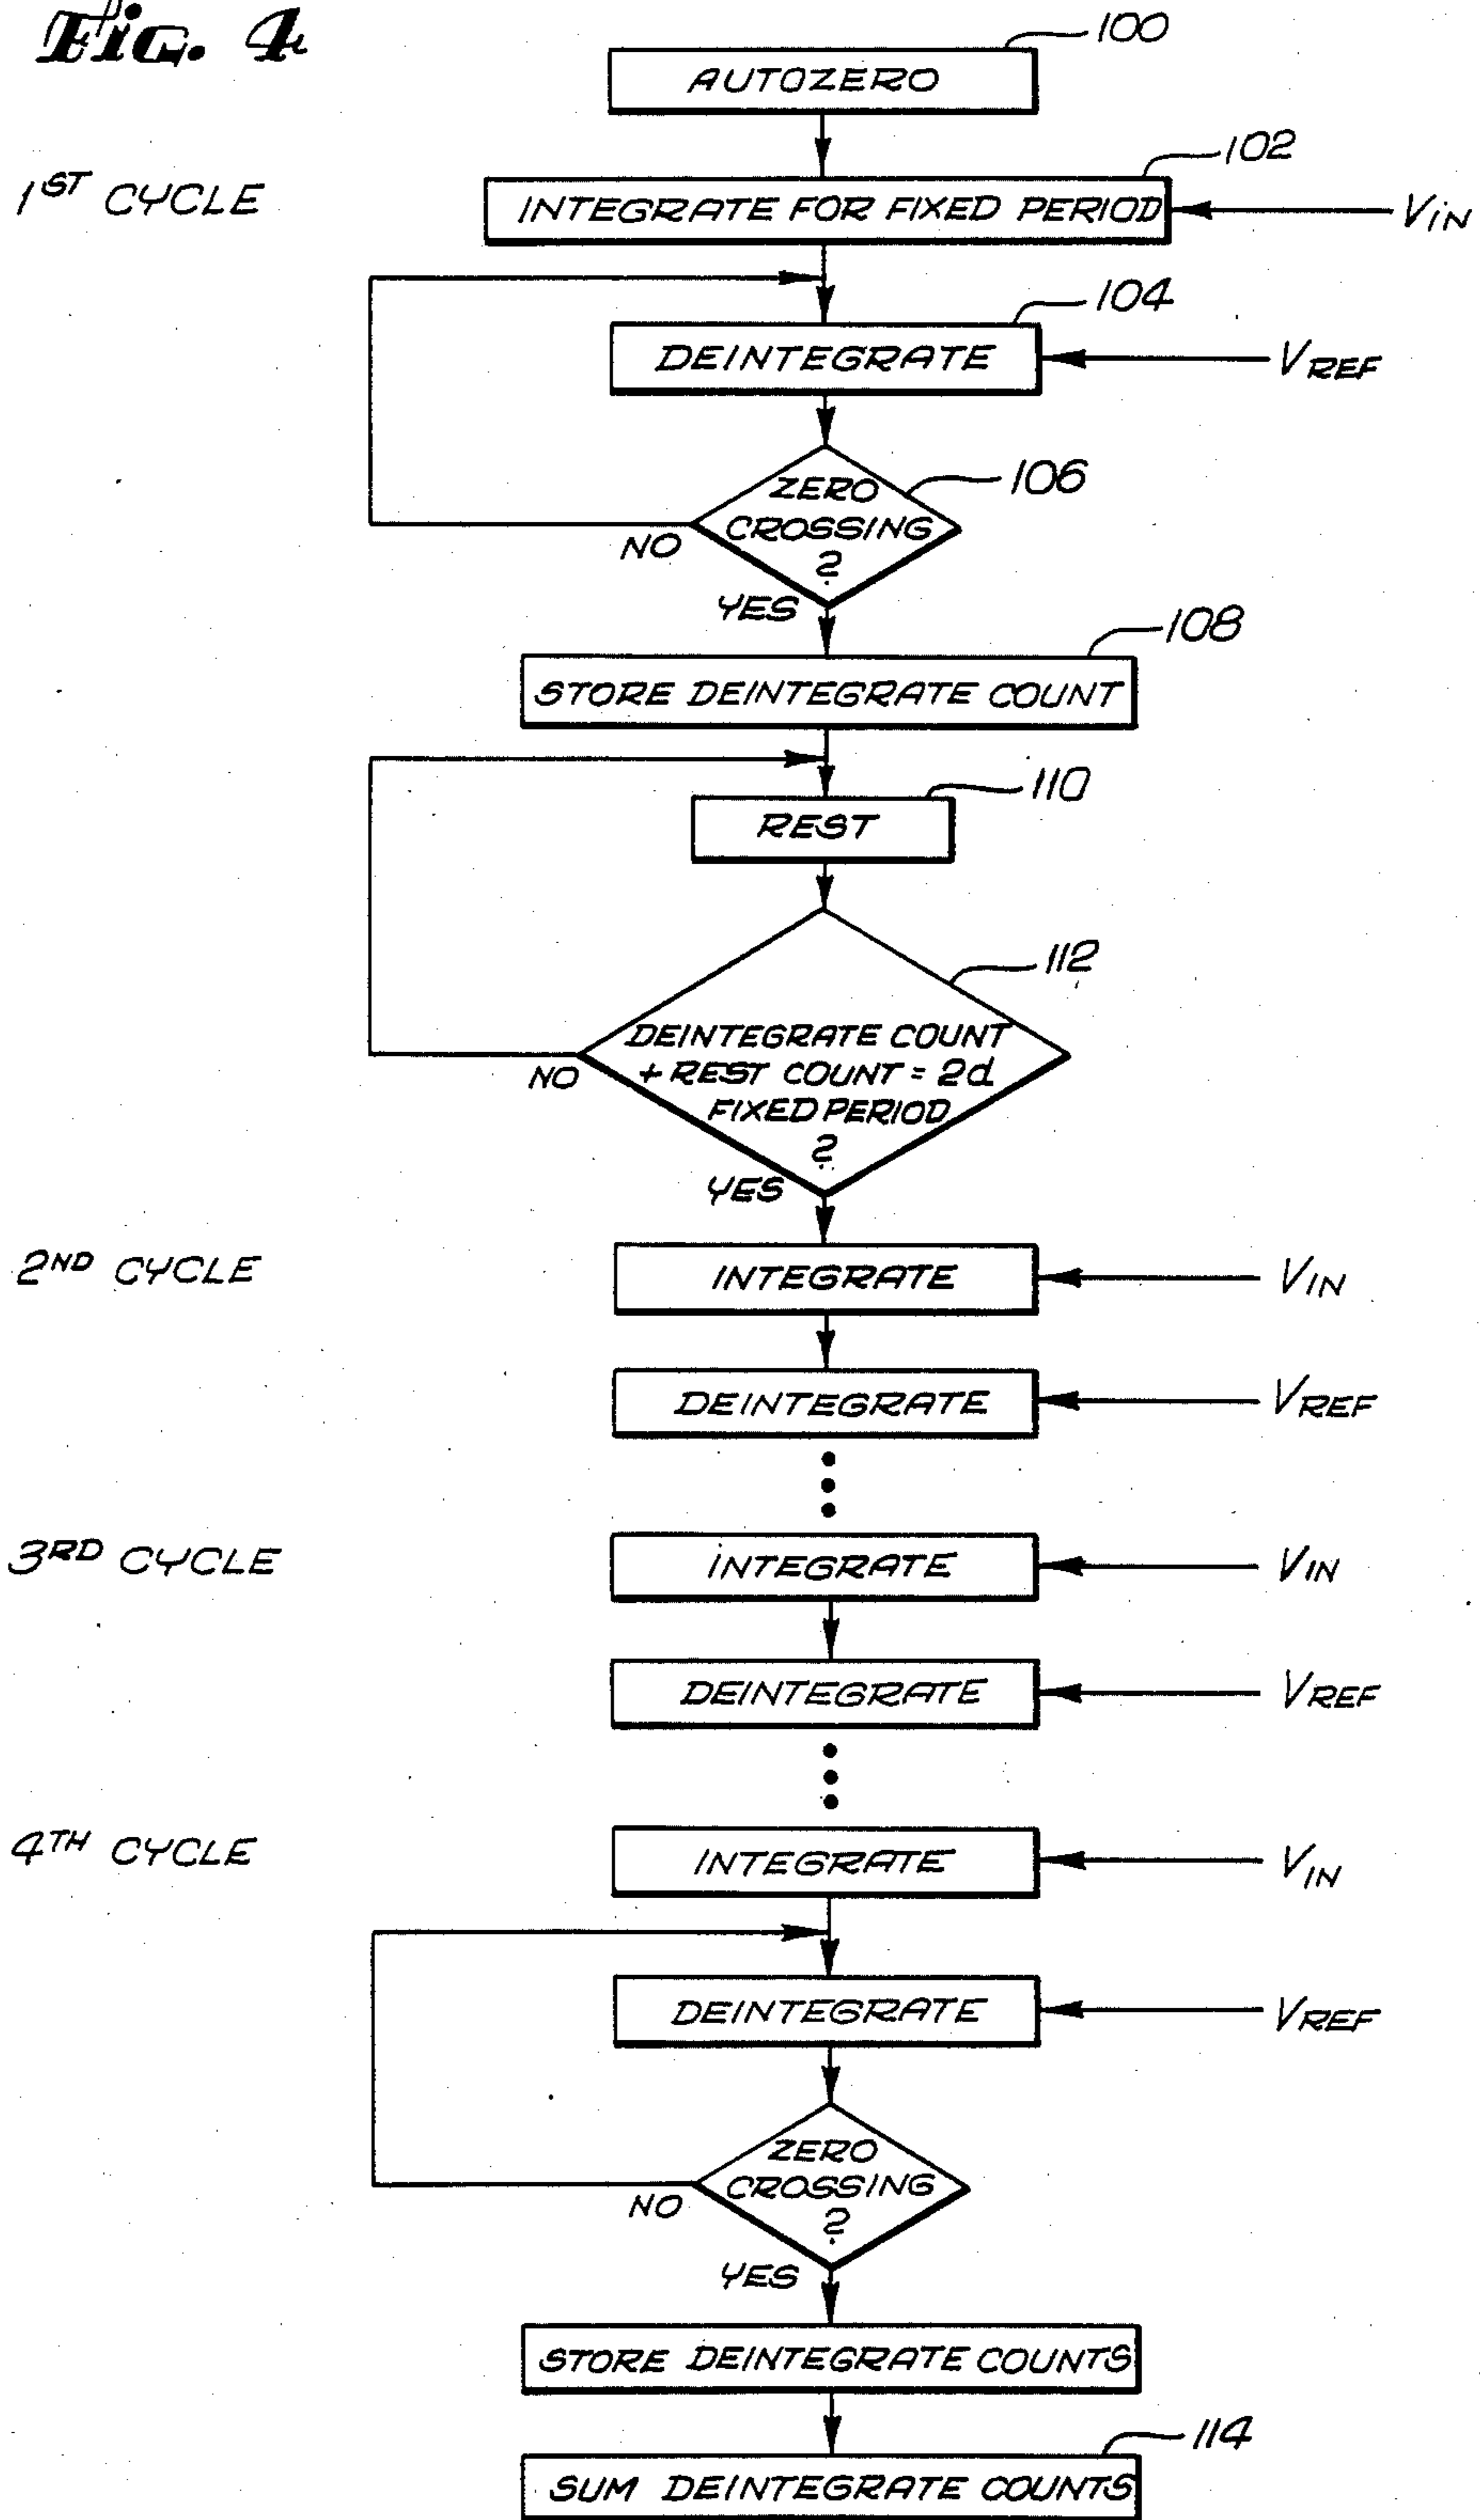 Fig. 4
100
AUTOZERO
102
1ST CYCLE
INTEGRATE FOR FIXED PERIOD
VIN
104
DEINTEGRATE
VREF
106
ZERO
CROSSING
?
NO
YES
108
STORE DEINTEGRATE COUNT
110
REST
112
DEINTEGRATE COUNT
+ REST COUNT = 2d
FIXED PERIOD
?
NO
YES
2ND CYCLE
INTEGRATE
VIN
DEINTEGRATE
VREF
3RD CYCLE
INTEGRATE
VIN
DEINTEGRATE
VREF
4TH CYCLE
INTEGRATE
VIN
DEINTEGRATE
VREF
ZERO
CROSSING
?
NO
YES
STORE DEINTEGRATE COUNTS
114
SUM DEINTEGRATE COUNTS